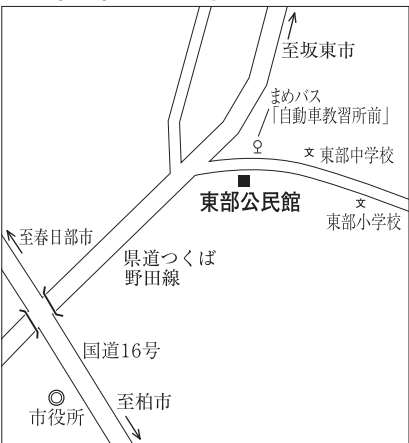 至坂東市
まめバス
「自動車教習所前」
文 東部中学校
東部公民館
文
東部小学校
至春日部市
県道つくば
野田線
国道16号
至柏市
市役所